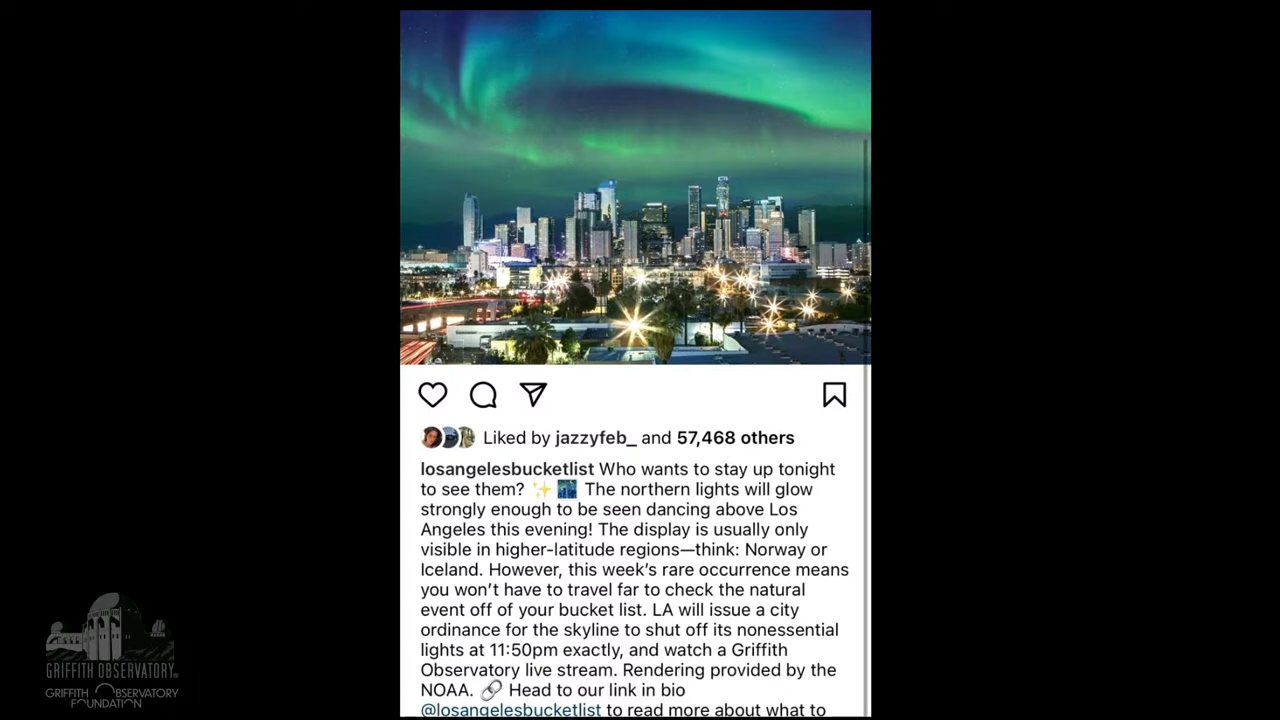 Liked by jazzyfeb_ and 57,468 others
losangelesbucketlist Who wants to stay up tonight
to see them? ✨ 🌃 The northern lights will glow
strongly enough to be seen dancing above Los
Angeles this evening! The display is usually only
visible in higher-latitude regions—think: Norway or
Iceland. However, this week’s rare occurrence means
you won’t have to travel far to check the natural
event off of your bucket list. LA will issue a city
ordinance for the skyline to shut off its nonessential
lights at 11:50pm exactly, and watch a Griffith
Observatory live stream. Rendering provided by the
NOAA. 🔗 Head to our link in bio
@losangelesbucketlist to read more about what to
GRIFFITH OBSERVATORY®
GRIFFITH OBSERVATORY
FOUNDATION